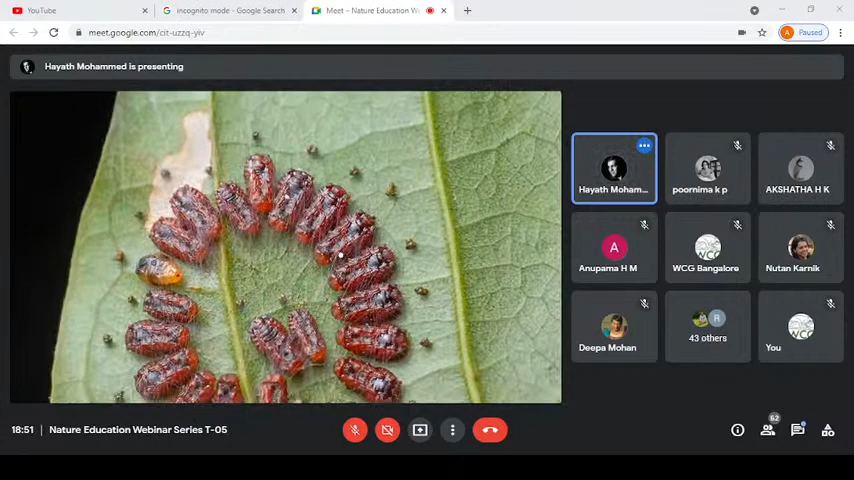 YouTube
incognito mode - Google Search
Meet – Nature Education W
meet.google.com/cit-uzzq-yiv
A Paused
Hayath Mohammed is presenting
Hayath Moham...
poornima k p
AKSHATHA H K
A
Anupama H M
WCG
WCG Bangalore
Nutan Karnik
Deepa Mohan
R
43 others
WCG
You
18:51 | Nature Education Webinar Series T-05
52